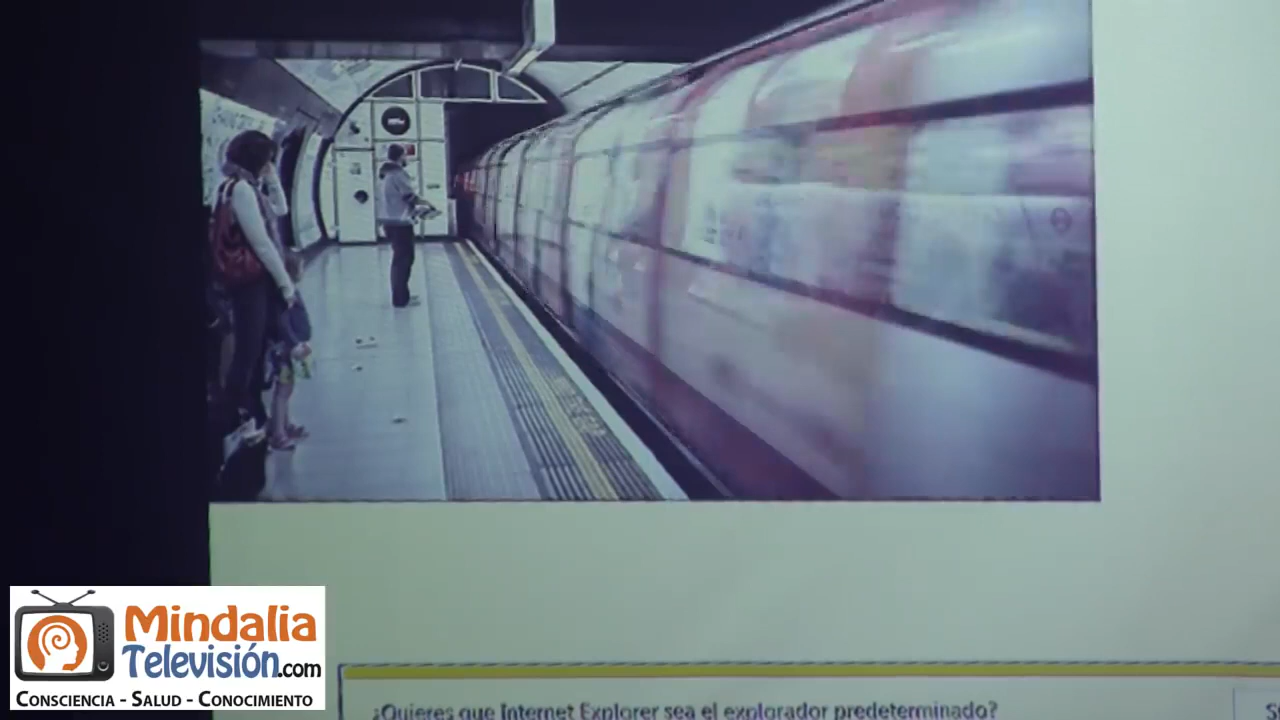 Mindalia
Televisión.com
CONSCIENCIA - SALUD - CONOCIMIENTO
¿Quieres que Internet Explorer sea el explorador predeterminado?